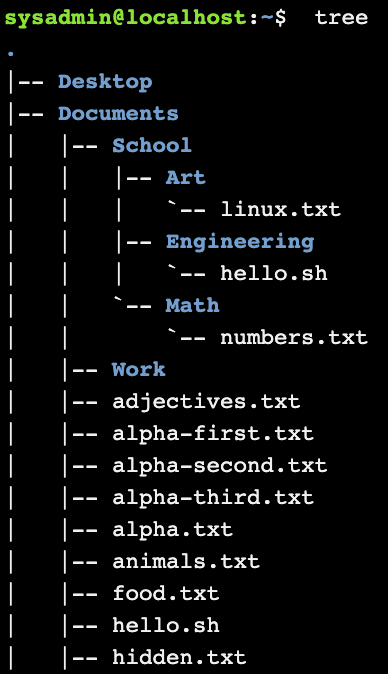 sysadmin@localhost:~$  tree
.
|-- Desktop
|-- Documents
|   |-- School
|   |   |-- Art
|   |   |   `-- linux.txt
|   |   |-- Engineering
|   |   |   `-- hello.sh
|   |   `-- Math
|   |       `-- numbers.txt
|   |-- Work
|   |-- adjectives.txt
|   |-- alpha-first.txt
|   |-- alpha-second.txt
|   |-- alpha-third.txt
|   |-- alpha.txt
|   |-- animals.txt
|   |-- food.txt
|   |-- hello.sh
|   |-- hidden.txt